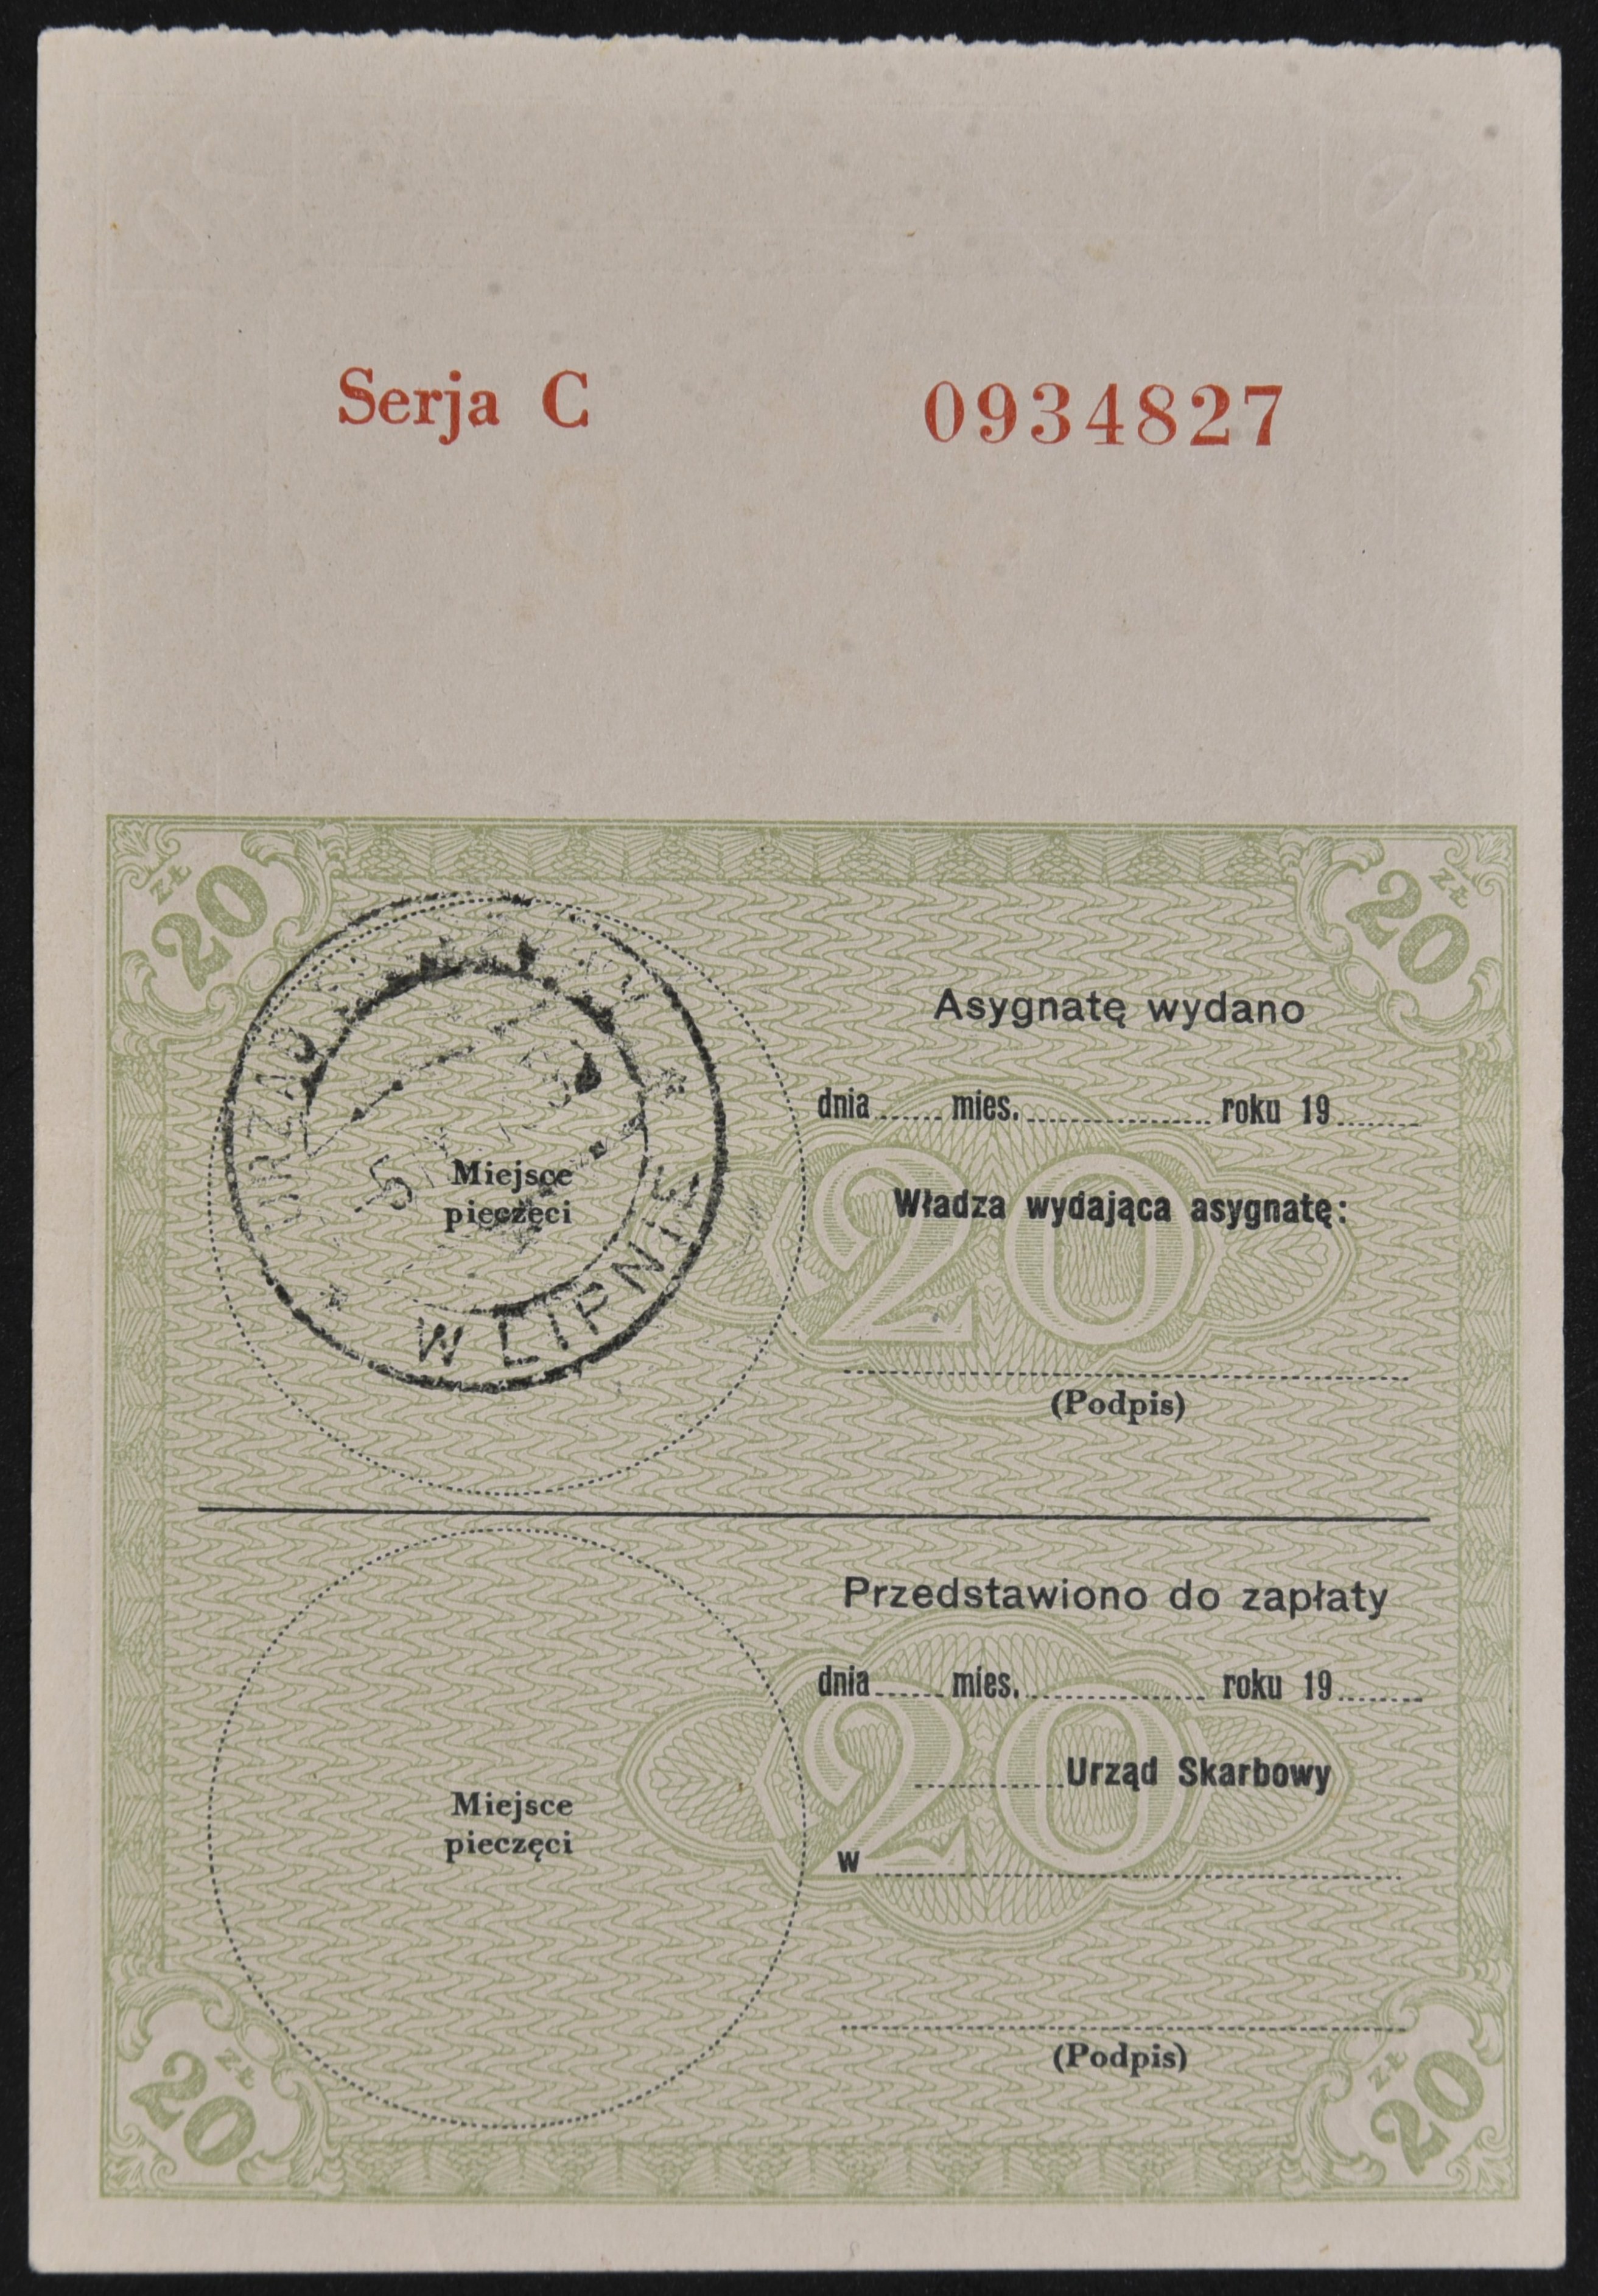 Serja C 0934827
ZŁ 20
ZŁ 20
Asygnatę wydano
dnia ...... mies. .................. roku 19 ........
Miejsce
pieczęci
Władza wydająca asygnatę:
20
URZĄD
W LIPNIE
(Podpis)
Przedstawiono do zapłaty
dnia ...... mies. .................. roku 19 ........
20
.............. Urząd Skarbowy
Miejsce
pieczęci
w ..................................................
(Podpis)
ZŁ 20
ZŁ 20